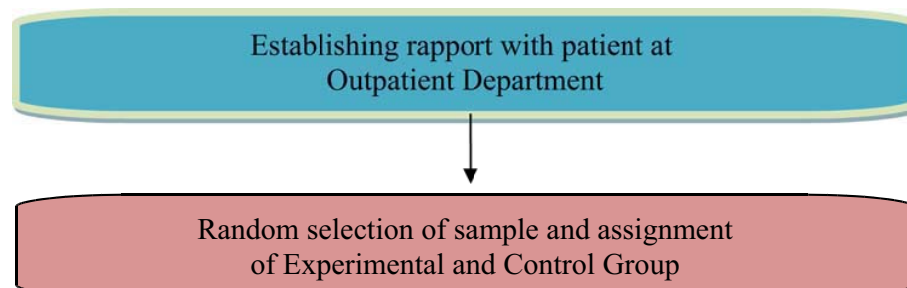 Establishing rapport with patient at
Outpatient Department
Random selection of sample and assignment
of Experimental and Control Group